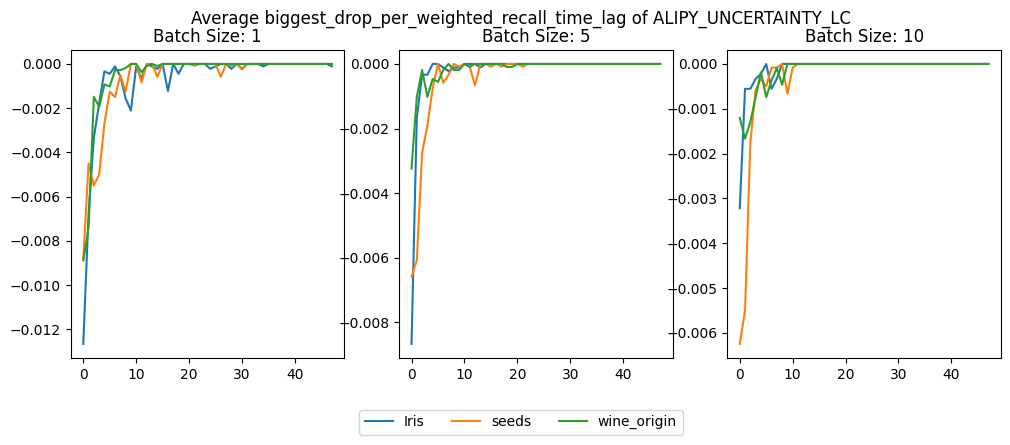 Average biggest_drop_per_weighted_recall_time_lag of ALIPY_UNCERTAINTY_LC
Batch Size: 1
0.000
−0.002
−0.004
−0.006
−0.008
−0.010
−0.012
0 10 20 30 40
Batch Size: 5
0.000
−0.002
−0.004
−0.006
−0.008
0 10 20 30 40
Batch Size: 10
0.000
−0.001
−0.002
−0.003
−0.004
−0.005
−0.006
0 10 20 30 40
Iris seeds wine_origin